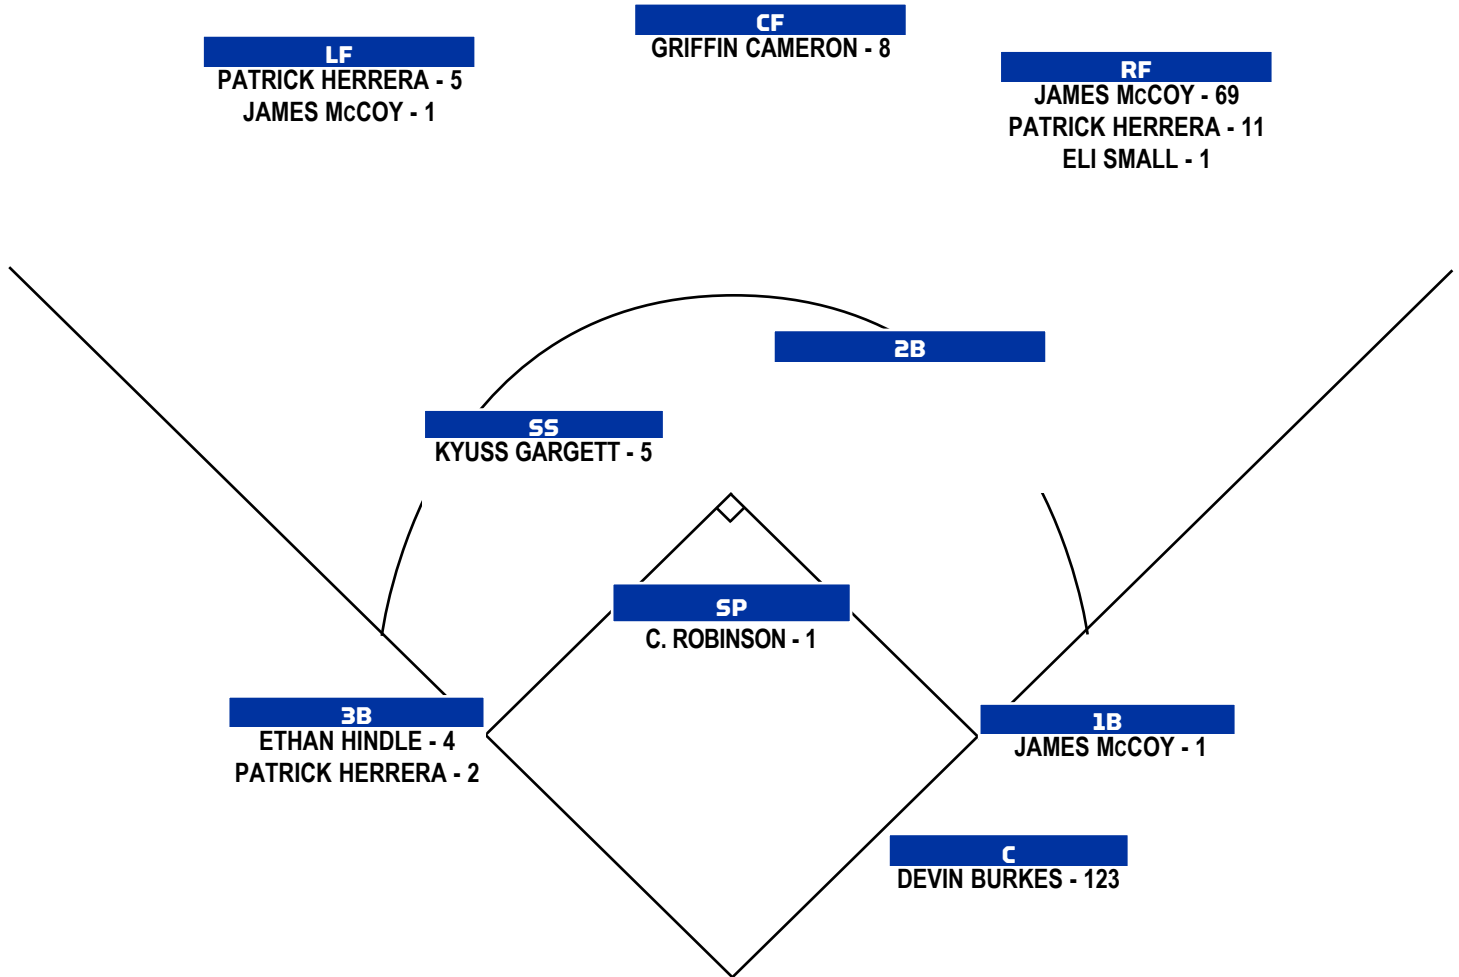 CF
GRIFFIN CAMERON - 8
LF
PATRICK HERRERA - 5
JAMES McCOY - 1
RF
JAMES McCOY - 69
PATRICK HERRERA - 11
ELI SMALL - 1
2B
SS
KYUSS GARGETT - 5
SP
C. ROBINSON - 1
3B
ETHAN HINDLE - 4
PATRICK HERRERA - 2
1B
JAMES McCOY - 1
C
DEVIN BURKES - 123